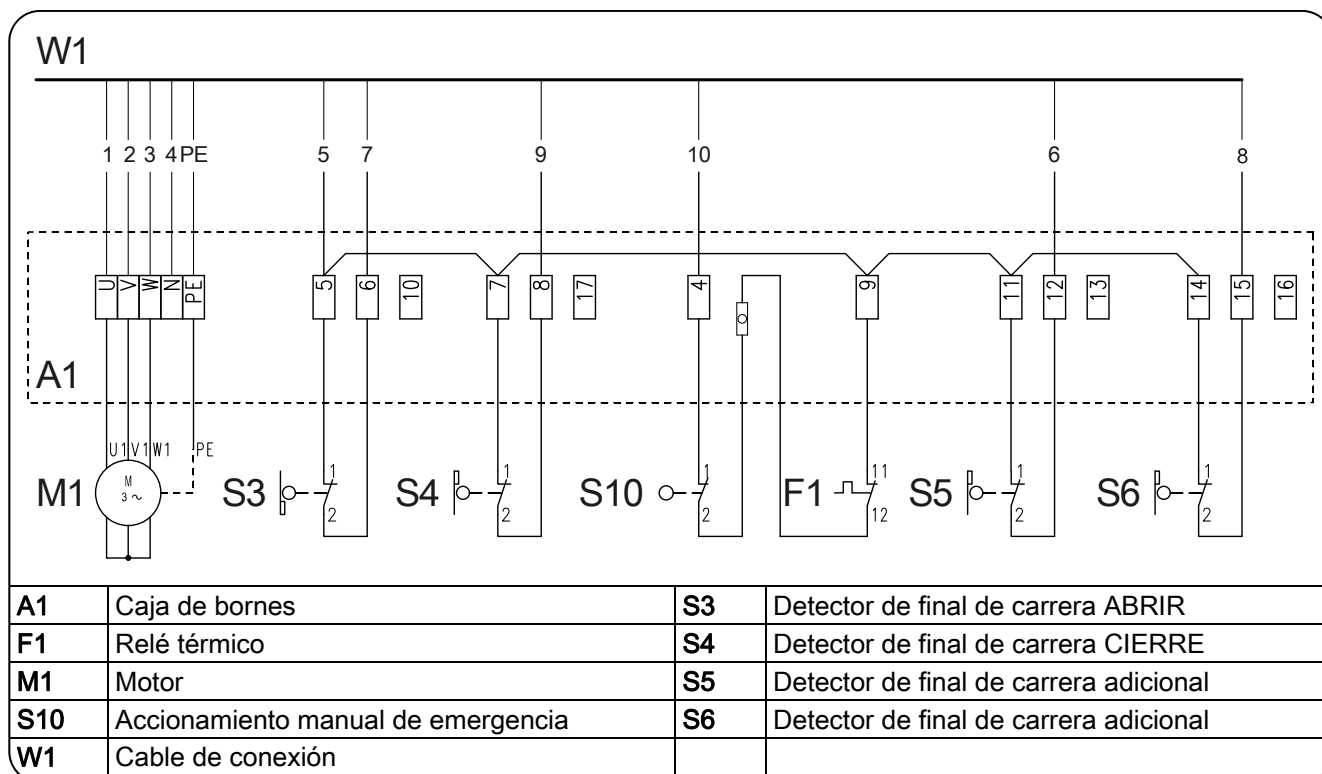 W1
1 2 3 4 PE 5 7 9 10 6 8
U V W N PE 5 6 10 7 8 17 4 9 11 12 13 14 15 16
A1
U1 V1 W1 PE
M1 M 3 ~ S3 1 2 S4 1 2 S10 1 2 F1 11 12 S5 1 2 S6 1 2
A1 Caja de bornes S3 Detector de final de carrera ABRIR
F1 Relé térmico S4 Detector de final de carrera CIERRE
M1 Motor S5 Detector de final de carrera adicional
S10 Accionamiento manual de emergencia S6 Detector de final de carrera adicional
W1 Cable de conexión